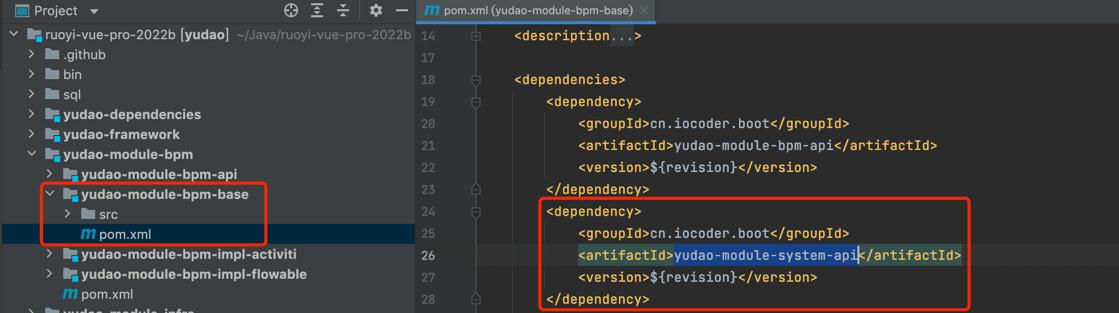 Project
ruoyi-vue-pro-2022b [yudao] ~/Java/ruoyi-vue-pro-2022b
.github
bin
sql
yudao-dependencies
yudao-framework
yudao-module-bpm
yudao-module-bpm-api
yudao-module-bpm-base
src
pom.xml
yudao-module-bpm-impl-activiti
yudao-module-bpm-impl-flowable
pom.xml
yudao-module-infra
pom.xml (yudao-module-bpm-base)
14 <description...>
17
18 <dependencies>
19 <dependency>
20 <groupId>cn.iocoder.boot</groupId>
21 <artifactId>yudao-module-bpm-api</artifactId>
22 <version>${revision}</version>
23 </dependency>
24 <dependency>
25 <groupId>cn.iocoder.boot</groupId>
26 <artifactId>yudao-module-system-api</artifactId>
27 <version>${revision}</version>
28 </dependency>